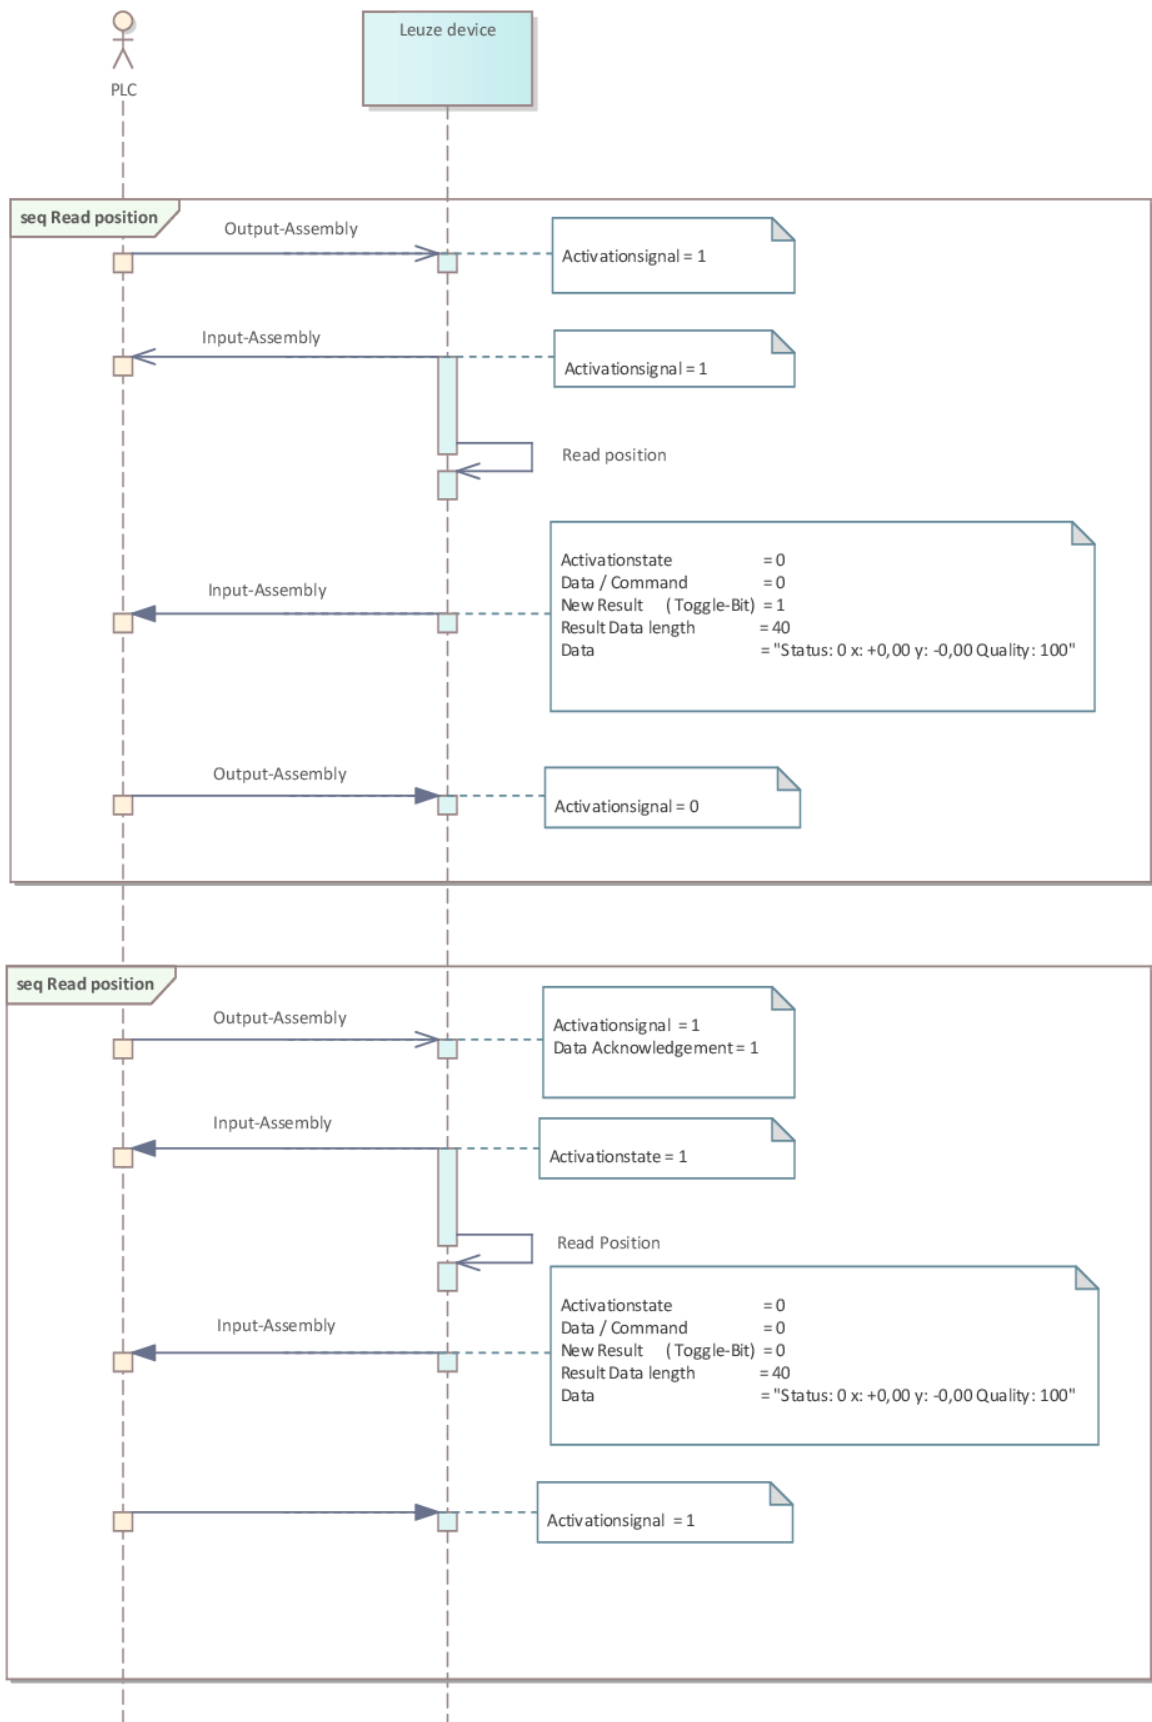 PLC
Leuze device
seq Read position
Output-Assembly
Activationsignal = 1
Input-Assembly
Activationsignal = 1
Read position
Activationstate = 0
Data / Command = 0
New Result ( Toggle-Bit) = 1
Result Data length = 40
Data = "Status: 0 x: +0,00 y: -0,00 Quality: 100"
Input-Assembly
Output-Assembly
Activationsignal = 0
seq Read position
Output-Assembly
Activationsignal = 1
Data Acknowledgement = 1
Input-Assembly
Activationstate = 1
Read Position
Activationstate = 0
Data / Command = 0
New Result ( Toggle-Bit) = 0
Result Data length = 40
Data = "Status: 0 x: +0,00 y: -0,00 Quality: 100"
Input-Assembly
Activationsignal = 1